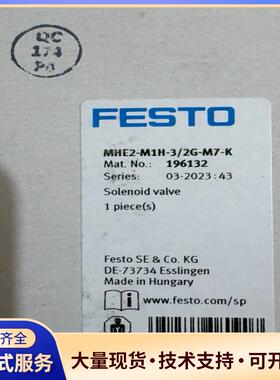 QC
174
FESTO
MHE2-M1H-3/2G-M7-K
Mat. No.: 196132
Series: 03-2023 : 43
Solenoid valve
1 piece(s)
Festo SE & Co. KG
DE-73734 Esslingen
Made in Hungary
www.festo.com/sp
齐全
式服务
大量现货·技术支持·可开